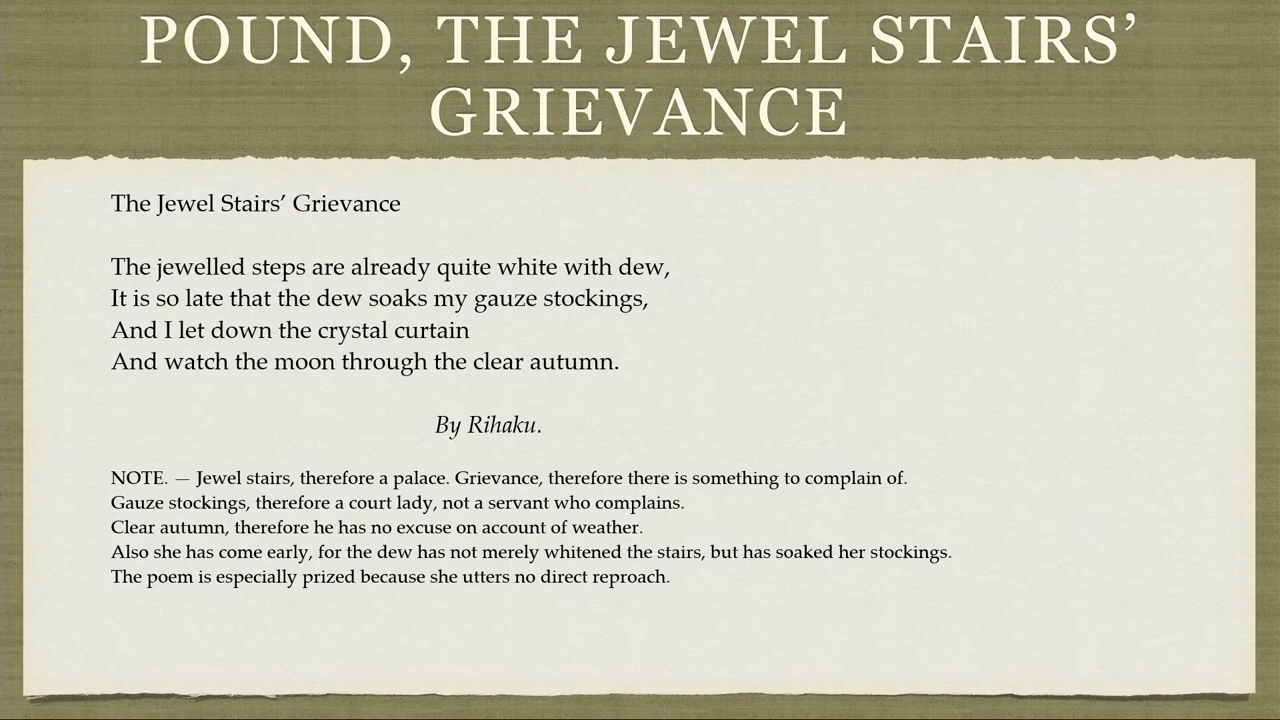 POUND, THE JEWEL STAIRS’
GRIEVANCE
The Jewel Stairs’ Grievance
The jewelled steps are already quite white with dew,
It is so late that the dew soaks my gauze stockings,
And I let down the crystal curtain
And watch the moon through the clear autumn.
By Rihaku.
NOTE. — Jewel stairs, therefore a palace. Grievance, therefore there is something to complain of.
Gauze stockings, therefore a court lady, not a servant who complains.
Clear autumn, therefore he has no excuse on account of weather.
Also she has come early, for the dew has not merely whitened the stairs, but has soaked her stockings.
The poem is especially prized because she utters no direct reproach.